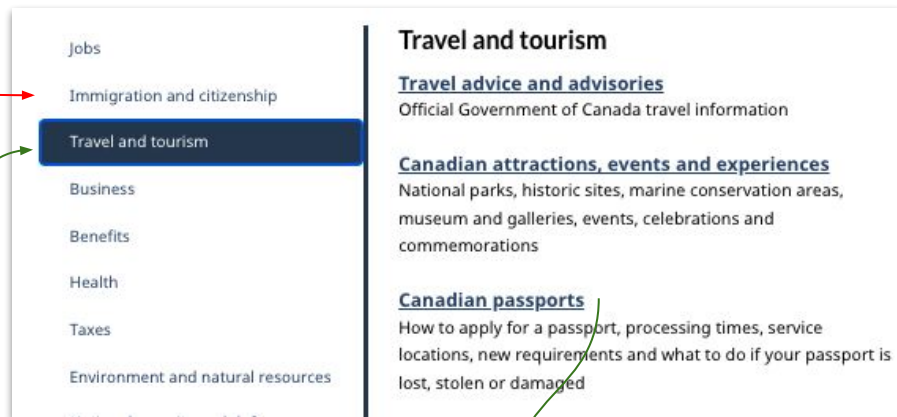 Jobs
Immigration and citizenship
Travel and tourism
Business
Benefits
Health
Taxes
Environment and natural resources
Travel and tourism
Travel advice and advisories
Official Government of Canada travel information
Canadian attractions, events and experiences
National parks, historic sites, marine conservation areas,
museum and galleries, events, celebrations and
commemorations
Canadian passports
How to apply for a passport, processing times, service
locations, new requirements and what to do if your passport is
lost, stolen or damaged